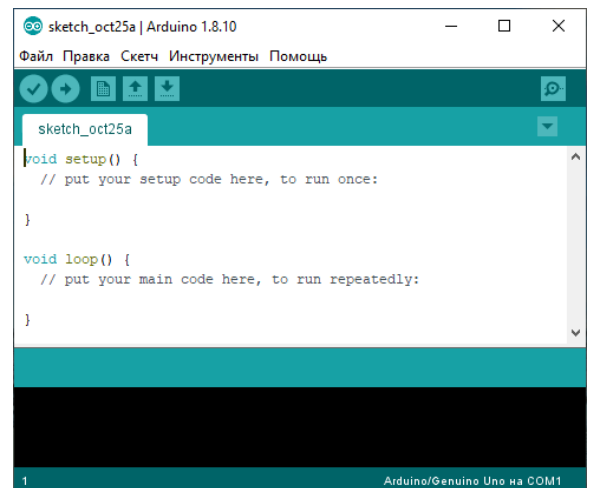 sketch_oct25a | Arduino 1.8.10
Файл Правка Скетч Инструменты Помощь
sketch_oct25a
void setup() {
  // put your setup code here, to run once:
}
void loop() {
  // put your main code here, to run repeatedly:
}
1 Arduino/Genuino Uno на COM1